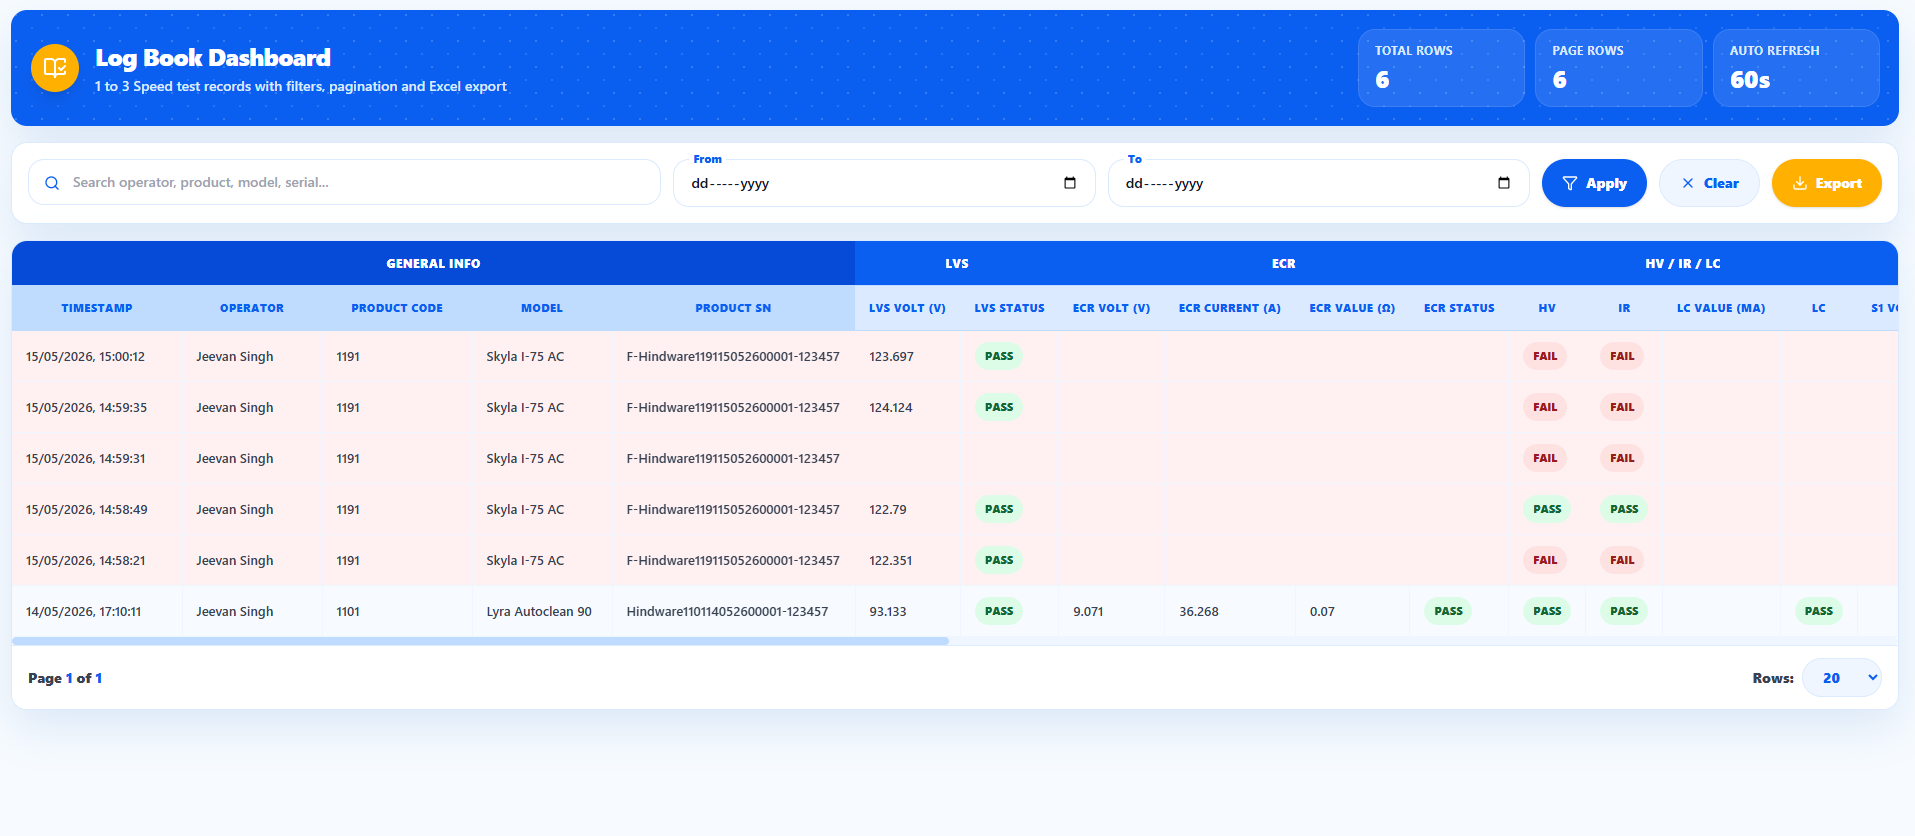 Log Book Dashboard
1 to 3 Speed test records with filters, pagination and Excel export
TOTAL ROWS
6
PAGE ROWS
6
AUTO REFRESH
60s
Search operator, product, model, serial...
From
dd-----yyyy
To
dd-----yyyy
Apply
Clear
Export
GENERAL INFO LVS ECR HV / IR / LC
TIMESTAMP OPERATOR PRODUCT CODE MODEL PRODUCT SN LVS VOLT (V) LVS STATUS ECR VOLT (V) ECR CURRENT (A) ECR VALUE (Ω) ECR STATUS HV IR LC VALUE (MA) LC S1
15/05/2026, 15:00:12 Jeevan Singh 1191 Skyla I-75 AC F-Hindware119115052600001-123457 123.697 PASS FAIL FAIL
15/05/2026, 14:59:35 Jeevan Singh 1191 Skyla I-75 AC F-Hindware119115052600001-123457 124.124 PASS FAIL FAIL
15/05/2026, 14:59:31 Jeevan Singh 1191 Skyla I-75 AC F-Hindware119115052600001-123457 FAIL FAIL
15/05/2026, 14:58:49 Jeevan Singh 1191 Skyla I-75 AC F-Hindware119115052600001-123457 122.79 PASS PASS PASS
15/05/2026, 14:58:21 Jeevan Singh 1191 Skyla I-75 AC F-Hindware119115052600001-123457 122.351 PASS FAIL FAIL
14/05/2026, 17:10:11 Jeevan Singh 1101 Lyra Autoclean 90 Hindware110114052600001-123457 93.133 PASS 9.071 36.268 0.07 PASS PASS PASS PASS
Page 1 of 1
Rows: 20